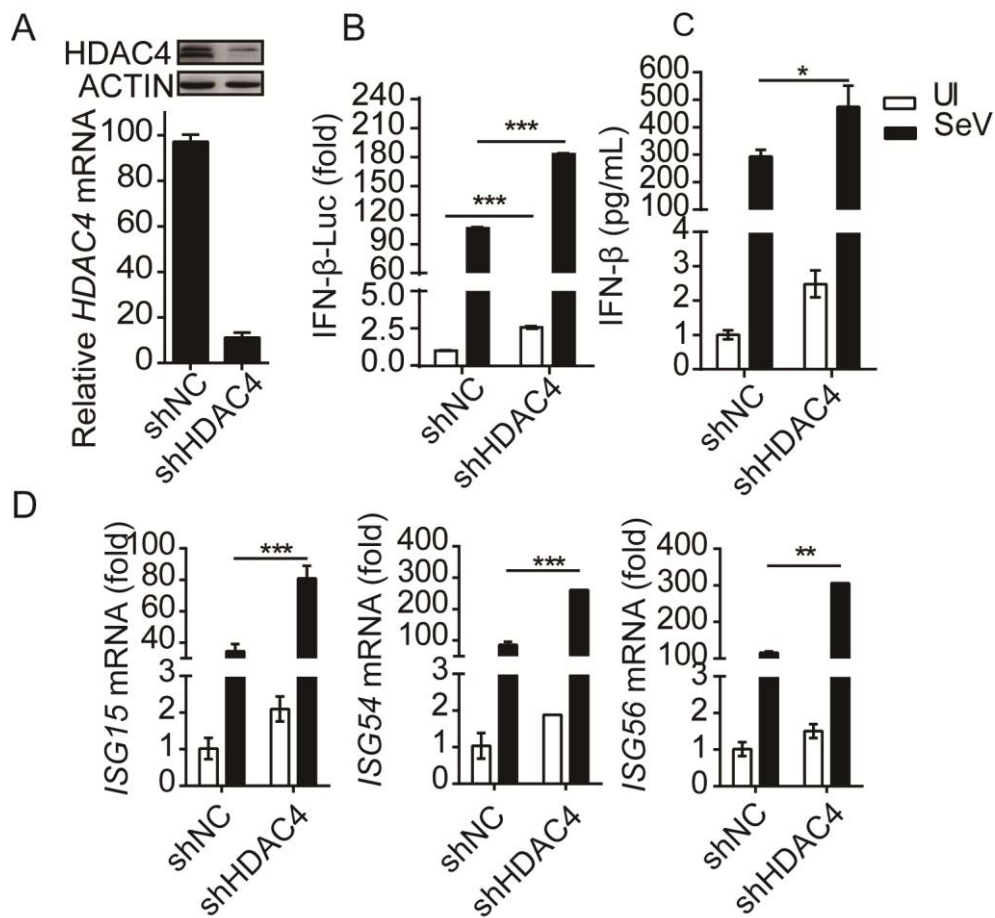 A
HDAC4
ACTIN
Relative HDAC4 mRNA
100
80
60
40
20
0
shNC
shHDAC4
B
IFN-β-Luc (fold)
240
210
180
150
120
90
60
5.0
2.5
0.0
***
***
shNC
shHDAC4
C
IFN-β (pg/mL)
600
500
400
300
200
100
4
3
2
1
0
*
UI
SeV
shNC
shHDAC4
D
ISG15 mRNA (fold)
100
80
60
40
3
2
1
0
***
shNC
shHDAC4
ISG54 mRNA (fold)
400
300
200
100
3
2
1
0
***
shNC
shHDAC4
ISG56 mRNA (fold)
400
300
200
100
3
2
1
0
**
shNC
shHDAC4